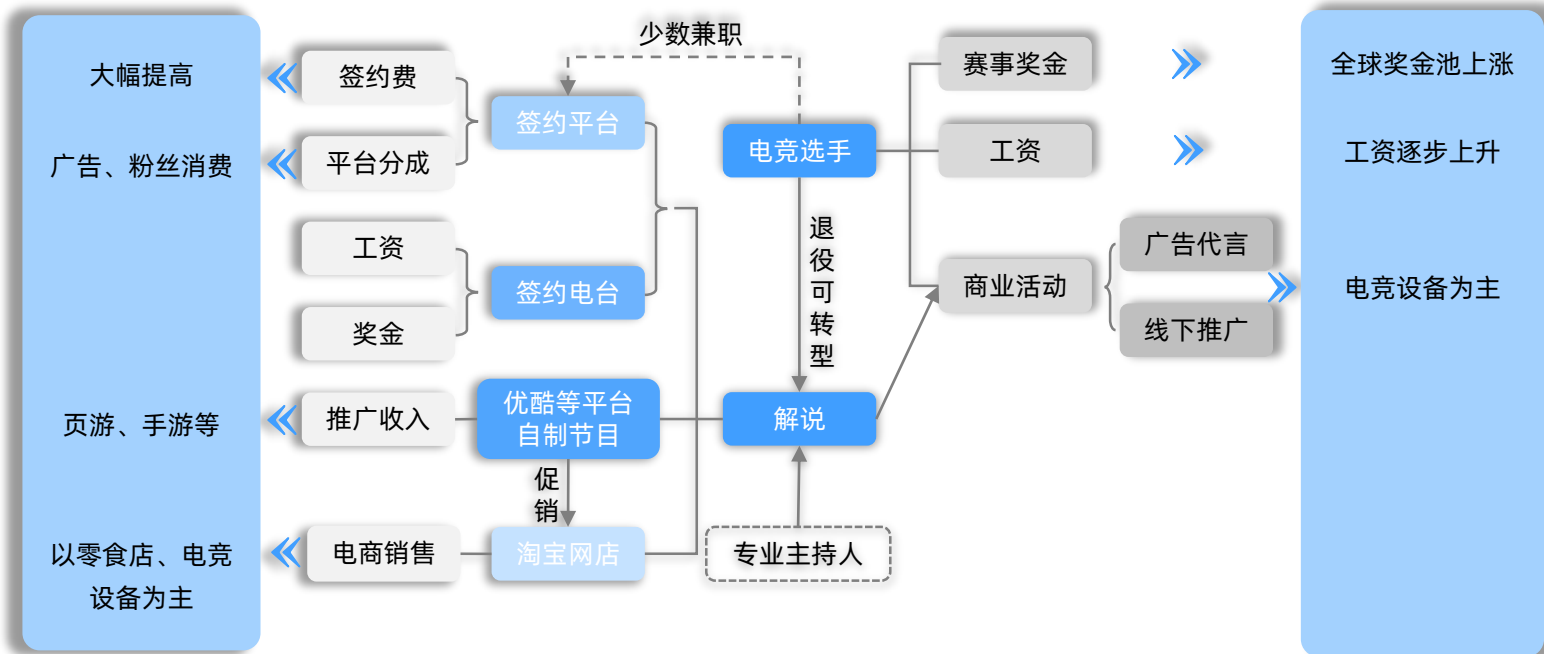 少数兼职
大幅提高
签约费
签约平台
电竞选手
赛事奖金
全球奖金池上涨
广告、粉丝消费
平台分成
工资
工资逐步上升
工资
签约电台
奖金
退役可转型
商业活动
广告代言
线下推广
电竞设备为主
页游、手游等
推广收入
优酷等平台
自制节目
解说
促销
以零食店、电竞
设备为主
电商销售
淘宝网店
专业主持人